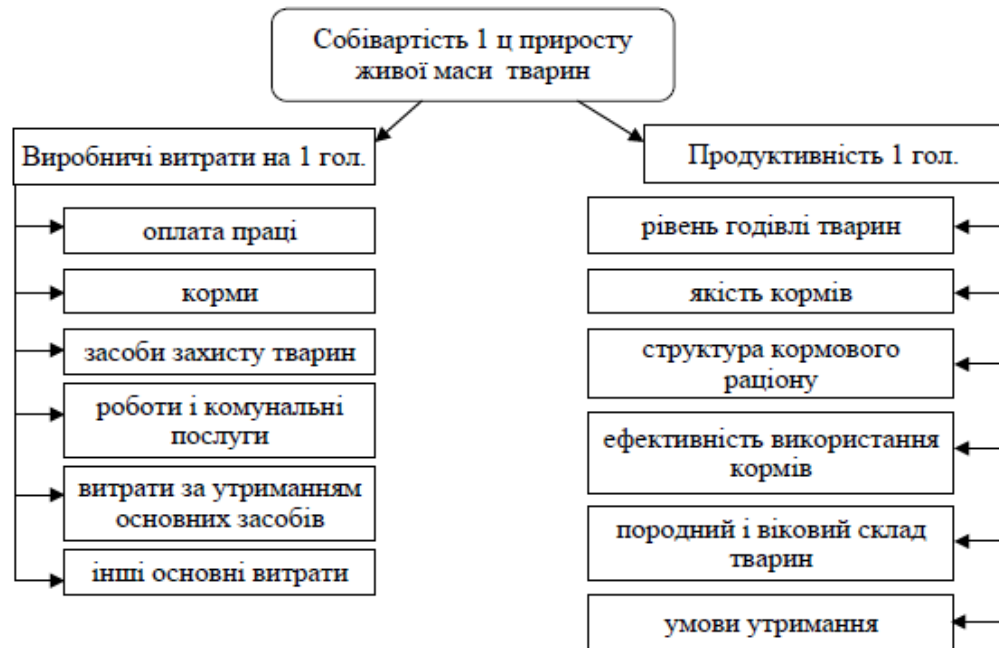 Собівартість 1 ц приросту
живої маси тварин
Виробничі витрати на 1 гол.
оплата праці
корми
засоби захисту тварин
роботи і комунальні
послуги
витрати за утриманням
основних засобів
інші основні витрати
Продуктивність 1 гол.
рівень годівлі тварин
якість кормів
структура кормового
раціону
ефективність використання
кормів
породний і віковий склад
тварин
умови утримання